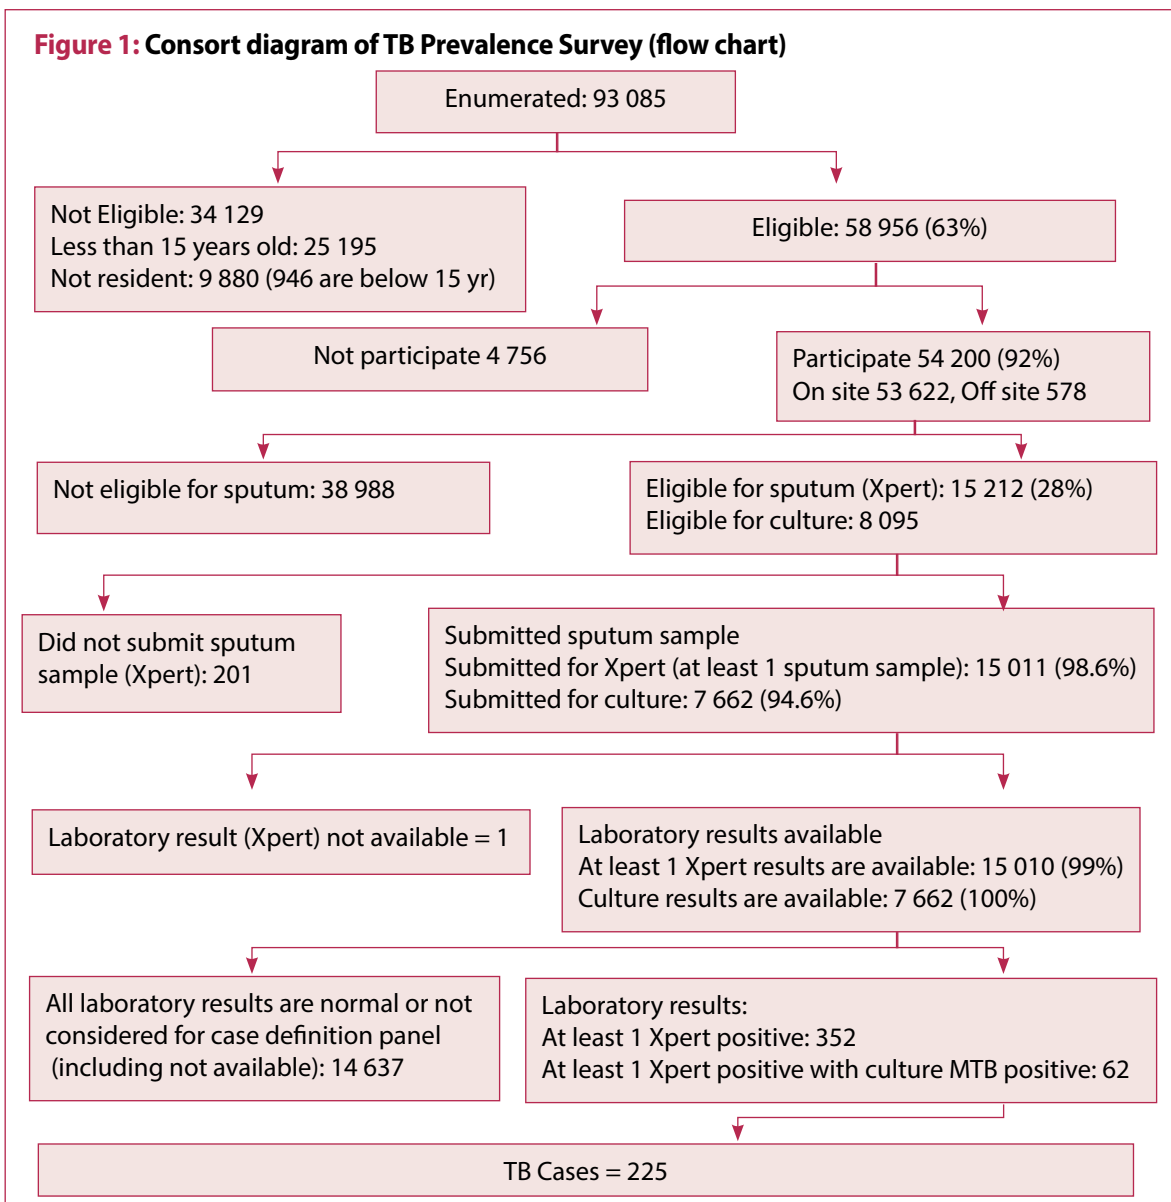 Figure 1: Consort diagram of TB Prevalence Survey (flow chart)
Enumerated: 93 085
Not Eligible: 34 129
Less than 15 years old: 25 195
Not resident: 9 880 (946 are below 15 yr)
Eligible: 58 956 (63%)
Not participate 4 756
Participate 54 200 (92%)
On site 53 622, Off site 578
Not eligible for sputum: 38 988
Eligible for sputum (Xpert): 15 212 (28%)
Eligible for culture: 8 095
Did not submit sputum
sample (Xpert): 201
Submitted sputum sample
Submitted for Xpert (at least 1 sputum sample): 15 011 (98.6%)
Submitted for culture: 7 662 (94.6%)
Laboratory result (Xpert) not available = 1
Laboratory results available
At least 1 Xpert results are available: 15 010 (99%)
Culture results are available: 7 662 (100%)
All laboratory results are normal or not
considered for case definition panel
(including not available): 14 637
Laboratory results:
At least 1 Xpert positive: 352
At least 1 Xpert positive with culture MTB positive: 62
TB Cases = 225